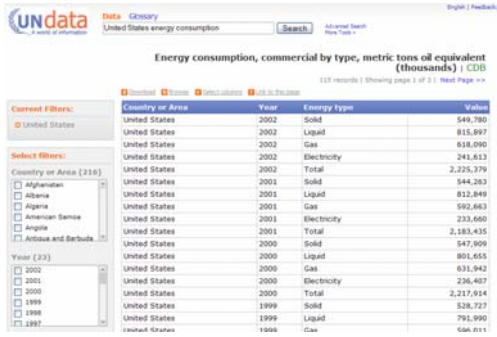 English | Feedback
UNdata
A world of information
Data Glossary
United States energy consumption
Search
Advanced Search
More Tools »
Energy consumption, commercial by type, metric tons oil equivalent
(thousands) | CDB
115 records | Showing page 1 of 3 | Next Page >>
Download Browse Select columns Link to this page
Current Filters:
United States
Select filters:
Country or Area (216)
Afghanistan
Albania
Algeria
American Samoa
Angola
Antigua and Barbuda
Year (23)
2002
2001
2000
1999
1998
1997
Country or Area Year Energy type Value
United States 2002 Solid 549,780
United States 2002 Liquid 815,897
United States 2002 Gas 618,090
United States 2002 Electricity 241,613
United States 2002 Total 2,225,379
United States 2001 Solid 544,263
United States 2001 Liquid 812,849
United States 2001 Gas 592,663
United States 2001 Electricity 233,660
United States 2001 Total 2,183,435
United States 2000 Solid 547,909
United States 2000 Liquid 801,655
United States 2000 Gas 631,942
United States 2000 Electricity 236,407
United States 2000 Total 2,217,914
United States 1999 Solid 528,727
United States 1999 Liquid 791,990
United States 1999 Gas 596,011